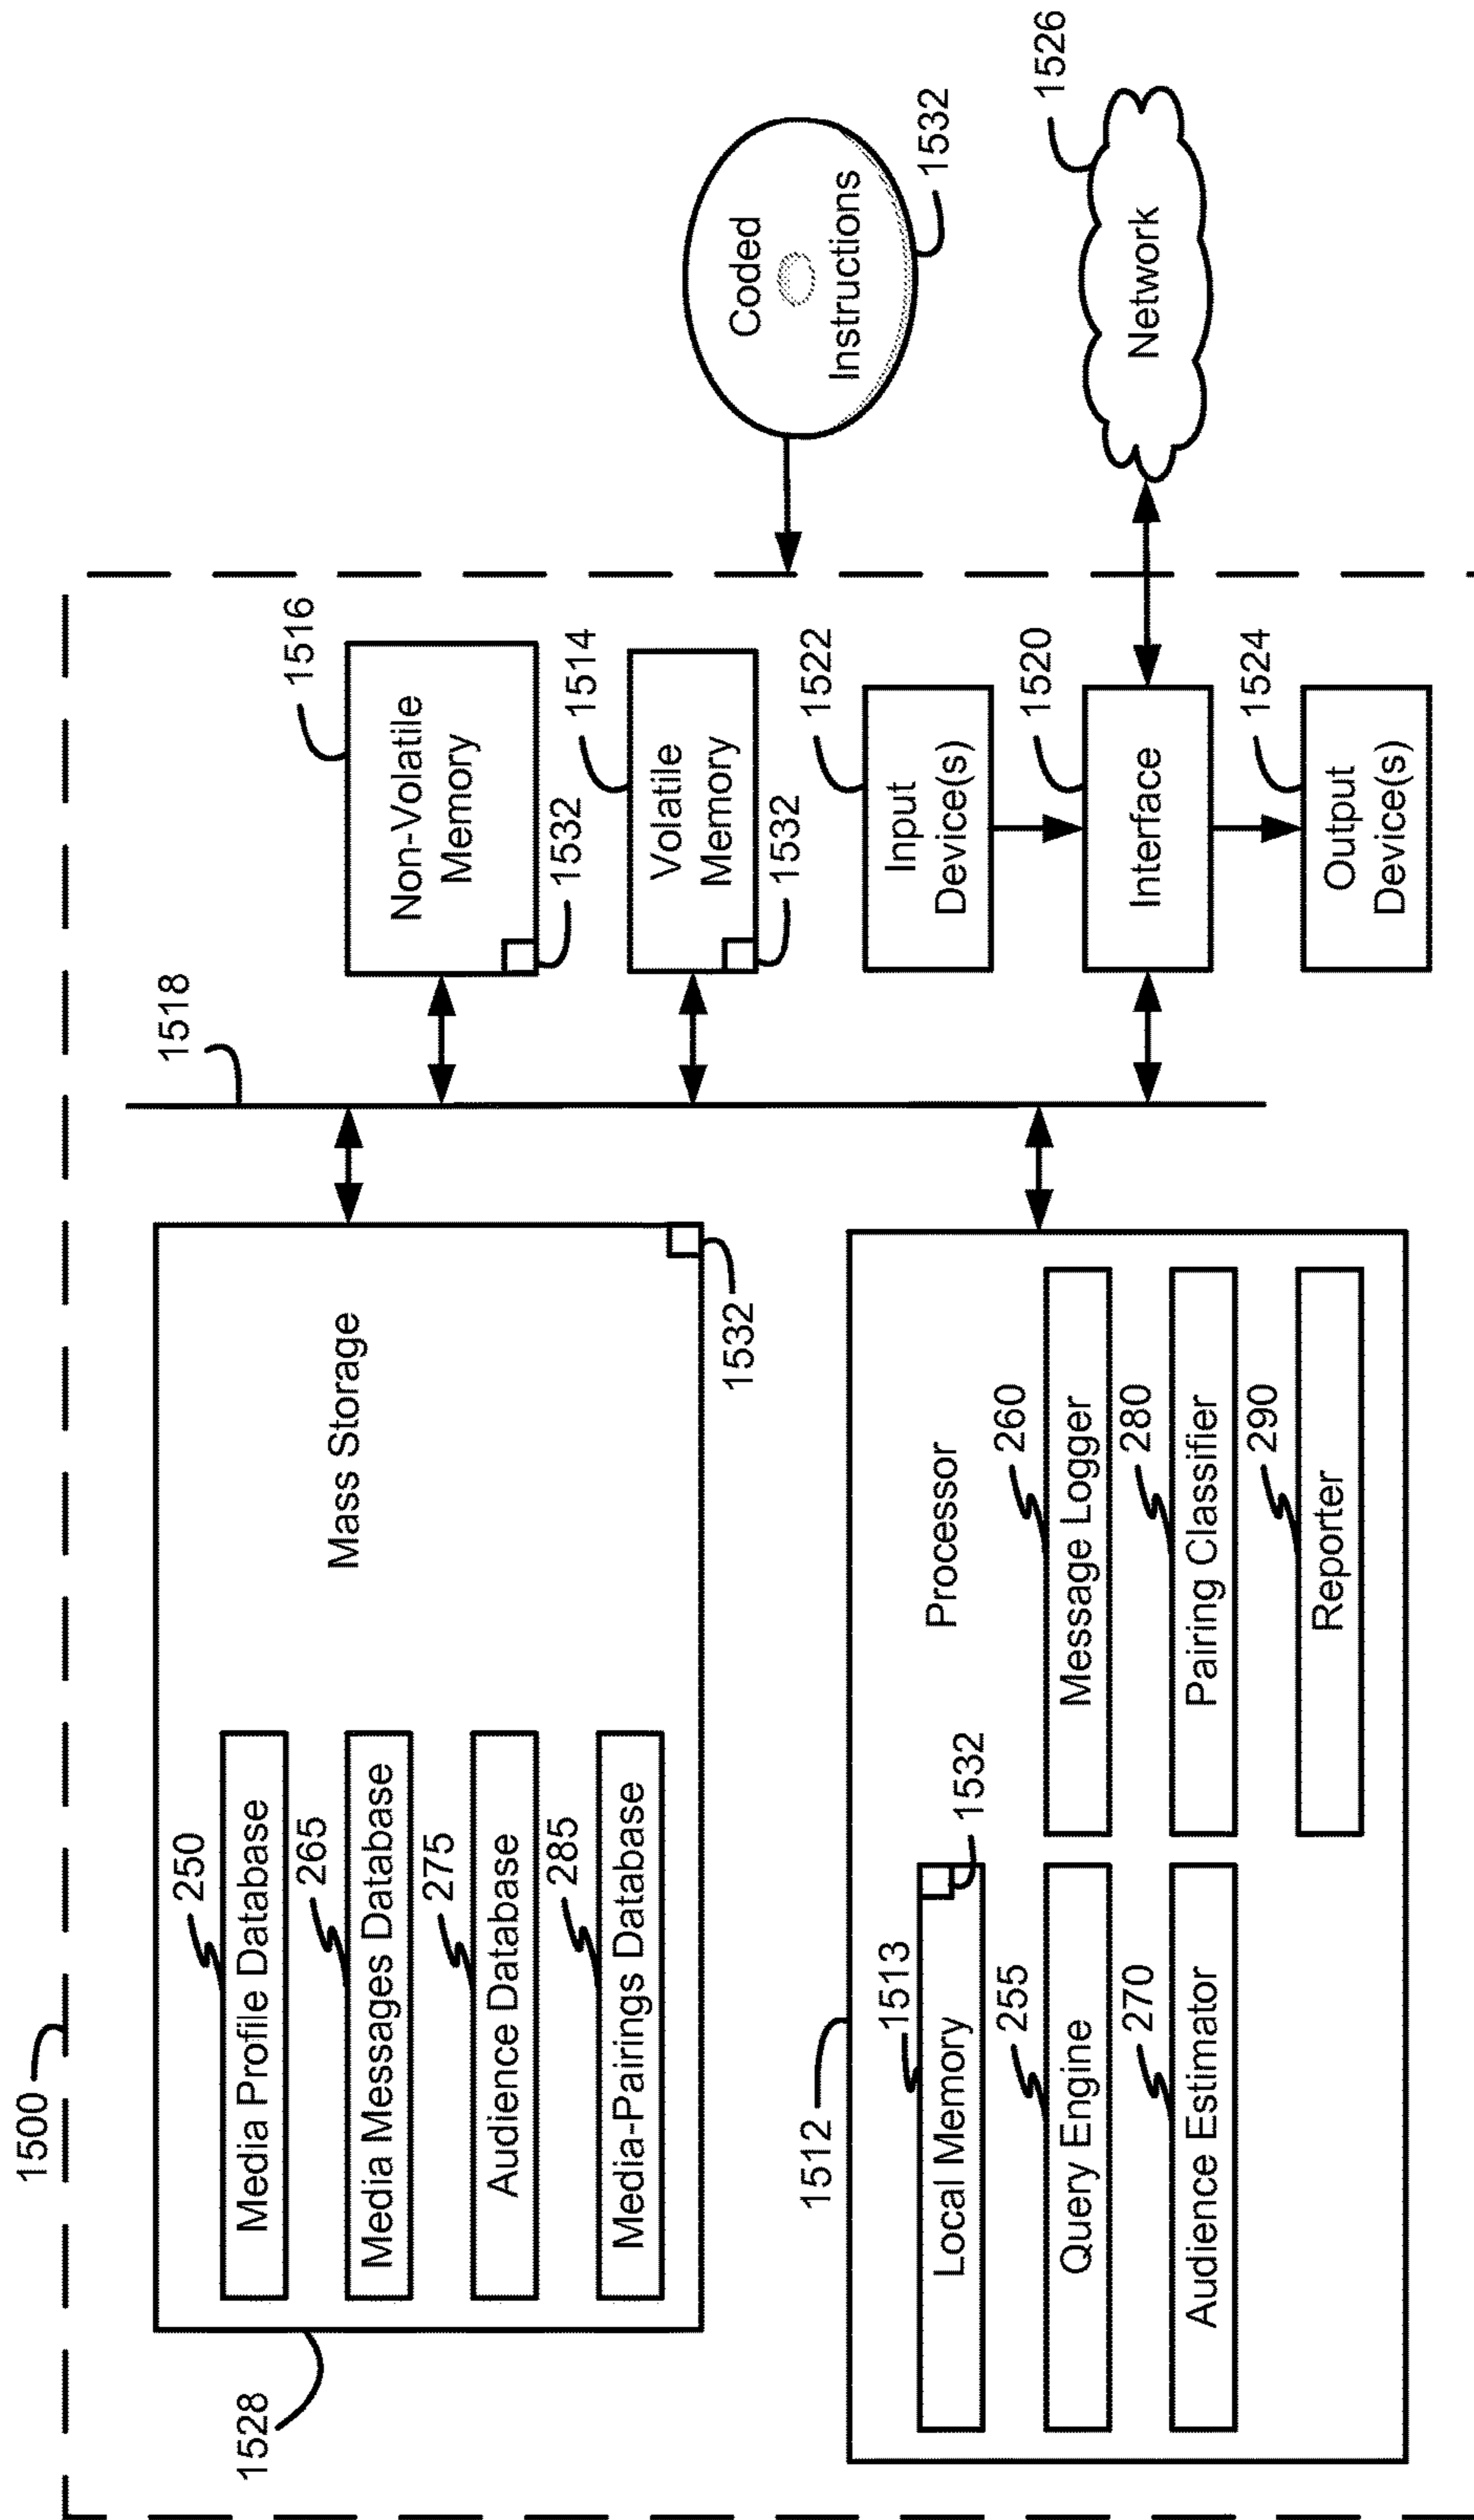 1500
1528
Mass Storage
250
Media Profile Database
265
Media Messages Database
275
Audience Database
285
Media-Pairings Database
1532
1512
Processor
1513
Local Memory
1532
255
Query Engine
270
Audience Estimator
260
Message Logger
280
Pairing Classifier
290
Reporter
1518
1516
Non-Volatile
Memory
1532
1514
Volatile
Memory
1532
1522
Input
Device(s)
1520
Interface
1524
Output
Device(s)
Coded
Instructions
1532
1526
Network